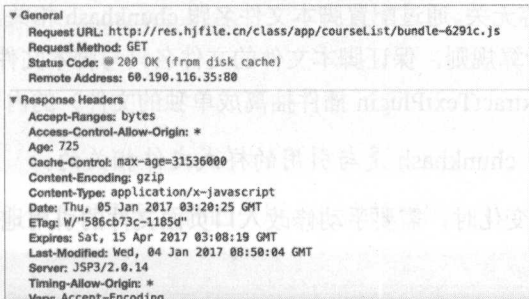 ▼ General
Request URL: http://res.hjfile.cn/class/app/courseList/bundle-6291c.js
Request Method: GET
Status Code: 200 OK (from disk cache)
Remote Address: 60.190.116.35:80
▼ Response Headers
Accept-Ranges: bytes
Access-Control-Allow-Origin: *
Age: 725
Cache-Control: max-age=31536000
Content-Encoding: gzip
Content-Type: application/x-javascript
Date: Thu, 05 Jan 2017 03:20:25 GMT
ETag: W/"586cb73c-1185d"
Expires: Sat, 15 Apr 2017 03:08:19 GMT
Last-Modified: Wed, 04 Jan 2017 08:50:04 GMT
Server: JSP3/2.0.14
Timing-Allow-Origin: *
Vary: Accept-Encoding